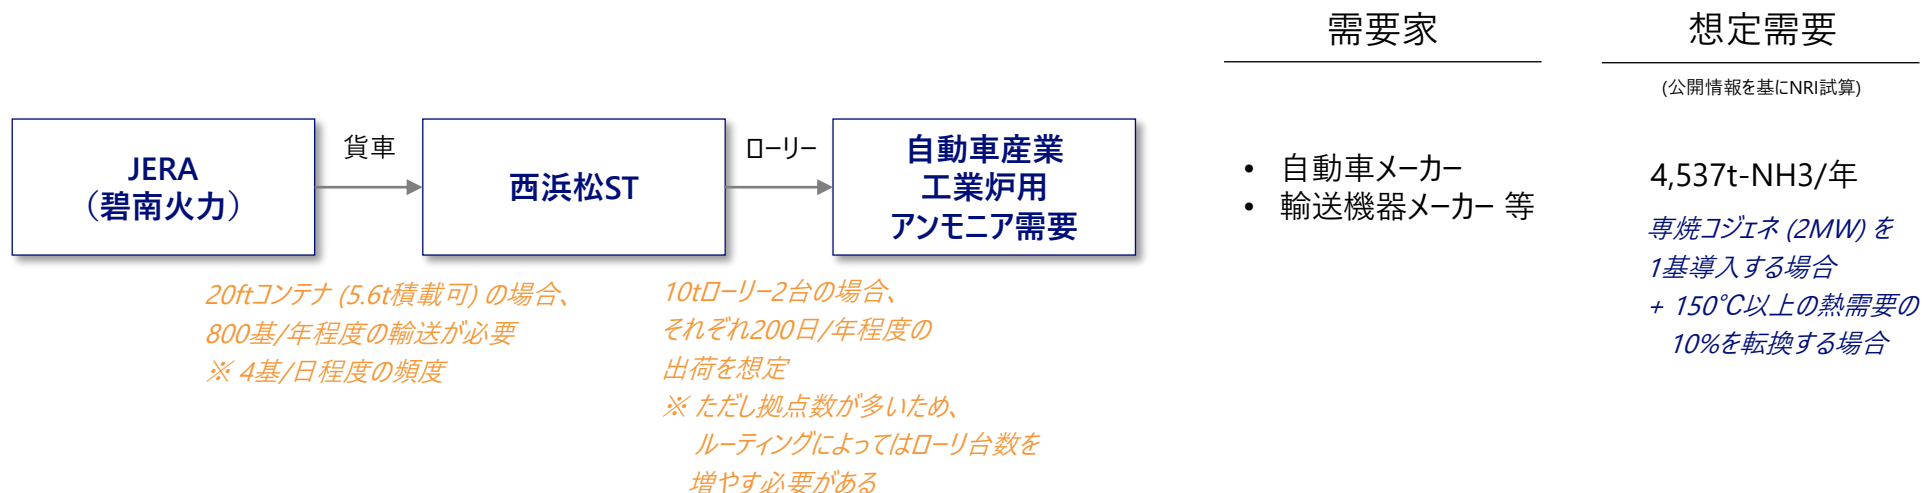 需要家
想定需要
(公開情報を基にNRI試算)
JERA
（碧南火力）
貨車
西浜松ST
ローリー
自動車産業
工業炉用
アンモニア需要
• 自動車メーカー
• 輸送機器メーカー 等
4,537t-NH3/年
専焼コジェネ (2MW) を
1基導入する場合
+ 150℃以上の熱需要の
10%を転換する場合
20ftコンテナ (5.6t積載可) の場合、
800基/年程度の輸送が必要
※ 4基/日程度の頻度
10tローリー2台の場合、
それぞれ200日/年程度の
出荷を想定
※ ただし拠点数が多いため、
ルーティングによってはローリ台数を
増やす必要がある